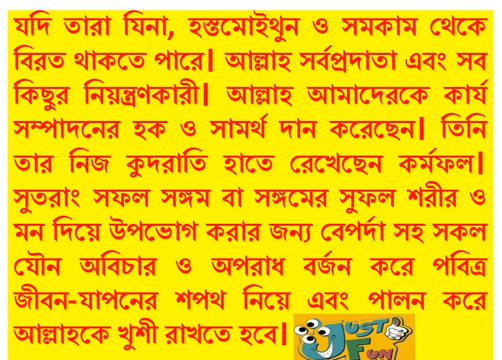 যদি তারা যিনা, হস্তমোইথুন ও সমকাম থেকে
বিরত থাকতে পারে। আল্লাহ সর্বপ্রদাতা এবং সব
কিছুর নিয়ন্ত্রণকারী। আল্লাহ আমাদেরকে কার্য
সম্পাদনের হক ও সামর্থ দান করেছেন। তিনি
তার নিজ কুদরাতি হাতে রেখেছেন কর্মফল।
সুতরাং সফল সঙ্গম বা সঙ্গমের সুফল শরীর ও
মন দিয়ে উপভোগ করার জন্য বেপর্দা সহ সকল
যৌন অবিচার ও অপরাধ বর্জন করে পবিত্র
জীবন-যাপনের শপথ নিয়ে এবং পালন করে
আল্লাহকে খুশী রাখতে হবে।
JUST
FUN